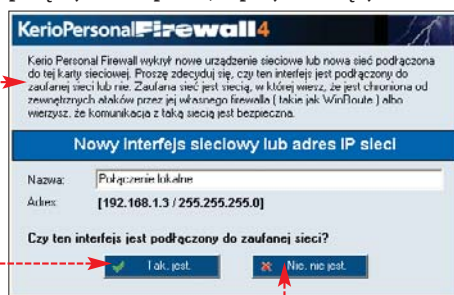 KerioPersonalFirewall4
Kerio Personal Firewall wykrył nowe urządzenie sieciowe lub nowa sieć podłączona
do tej karty sieciowej. Proszę zdecyduj się, czy ten interfejs jest podłączony do
zaufanej sieci lub nie. Zaufana sieć jest siecią, w której wiesz, że jest chroniona od
zewnętrznych ataków przez jej własnego firewalla ( takie jak WinRoute ) albo
wierzysz, że komunikacja z taką siecią jest bezpieczna.
Nowy interfejs sieciowy lub adres IP sieci
Nazwa: Połączenie lokalne
Adres: [192.168.1.3 / 255.255.255.0]
Czy ten interfejs jest podłączony do zaufanej sieci?
Tak, jest. Nie, nie jest.